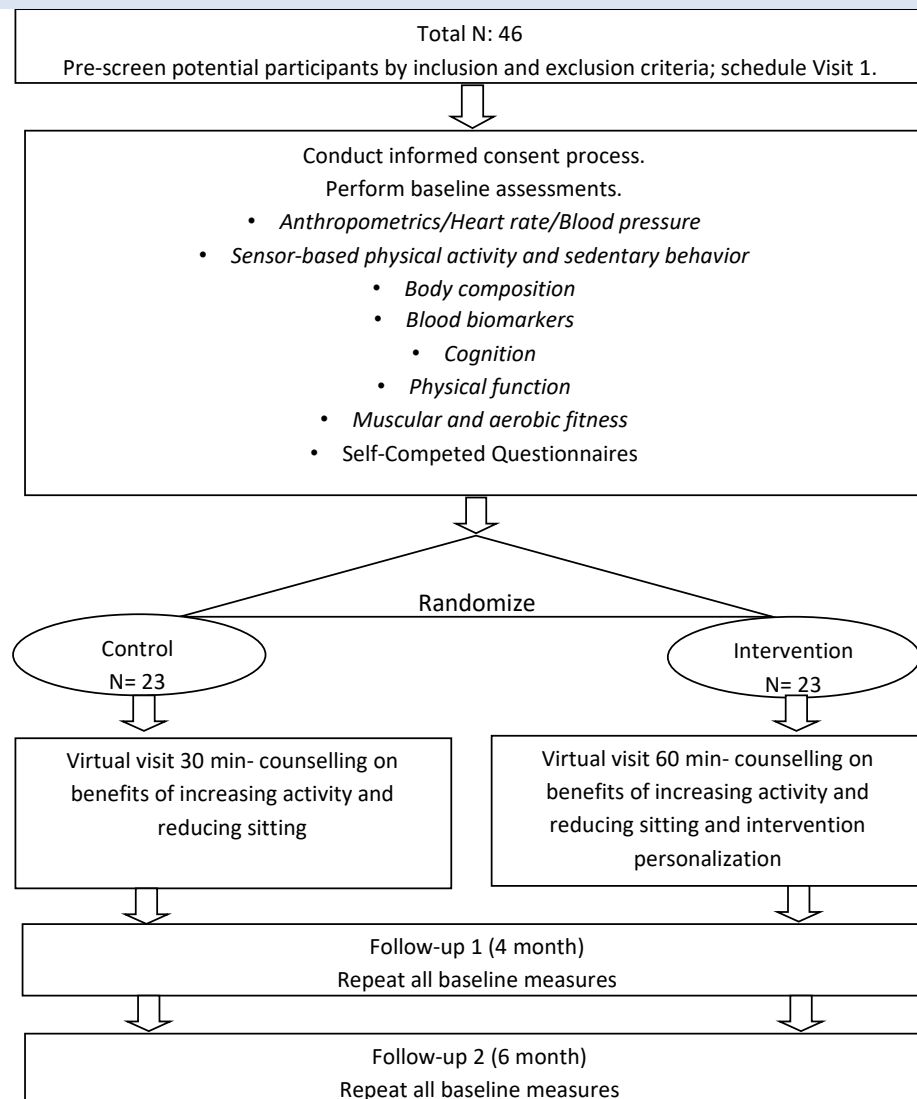 Total N: 46
Pre-screen potential participants by inclusion and exclusion criteria; schedule Visit 1.
Conduct informed consent process.
Perform baseline assessments.
• Anthropometrics/Heart rate/Blood pressure
• Sensor-based physical activity and sedentary behavior
• Body composition
• Blood biomarkers
• Cognition
• Physical function
• Muscular and aerobic fitness
• Self-Competed Questionnaires
Randomize
Control
N= 23
Intervention
N= 23
Virtual visit 30 min- counselling on
benefits of increasing activity and
reducing sitting
Virtual visit 60 min- counselling on
benefits of increasing activity and
reducing sitting and intervention
personalization
Follow-up 1 (4 month)
Repeat all baseline measures
Follow-up 2 (6 month)
Repeat all baseline measures